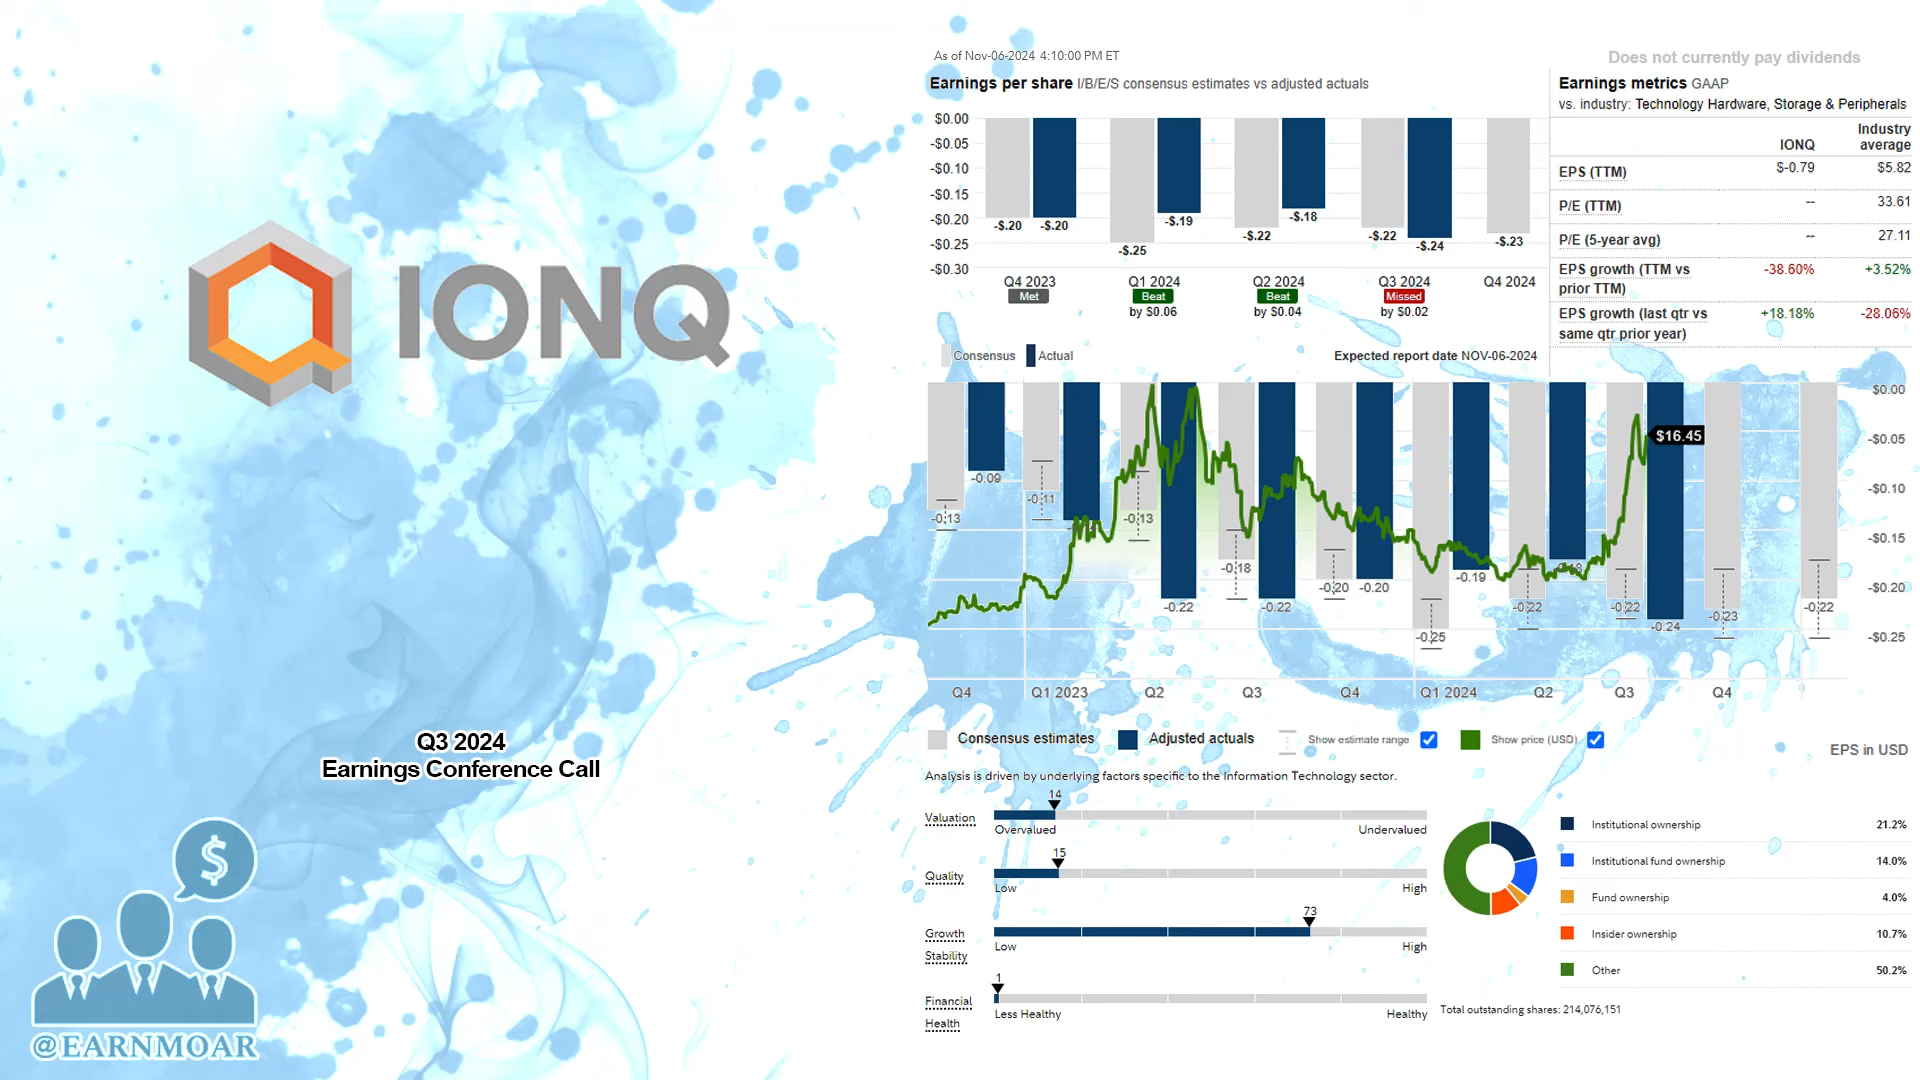 IONQ
Q3 2024
Earnings Conference Call
$
@EARNMOAR
As of Nov-06-2024 4:10:00 PM ET
Does not currently pay dividends
Earnings per share I/B/E/S consensus estimates vs adjusted actuals
$0.00
-$0.05
-$0.10
-$0.15
-$0.20
-$0.25
-$0.30
-$.20 -$.20
-$.25 -$.19
-$.22 -$.18
-$.22 -$.24
-$.23
Q4 2023 Q1 2024 Q2 2024 Q3 2024 Q4 2024
Met Beat Beat Missed
by $0.06 by $0.04 by $0.02
Consensus Actual
Expected report date NOV-06-2024
Earnings metrics GAAP
vs. industry: Technology Hardware, Storage & Peripherals
IONQ Industry average
EPS (TTM) $-0.79 $5.82
P/E (TTM) -- 33.61
P/E (5-year avg) -- 27.11
EPS growth (TTM vs prior TTM) -38.60% +3.52%
EPS growth (last qtr vs same qtr prior year) +18.18% -28.06%
$0.00
-$0.05
-$0.10
-$0.15
-$0.20
-$0.25
$16.45
-0.13 -0.09
-0.11
-0.13 -0.22
-0.18 -0.22
-0.20 -0.20
-0.25 -0.19
-0.22 -0.18
-0.22 -0.24
-0.23
-0.22
Q4 Q1 2023 Q2 Q3 Q4 Q1 2024 Q2 Q3 Q4
Consensus estimates Adjusted actuals Show estimate range Show price (USD)
EPS in USD
Analysis is driven by underlying factors specific to the Information Technology sector.
Valuation
14
Overvalued Undervalued
Quality
15
Low High
Growth Stability
73
Low High
Financial Health
1
Less Healthy Healthy
Institutional ownership 21.2%
Institutional fund ownership 14.0%
Fund ownership 4.0%
Insider ownership 10.7%
Other 50.2%
Total outstanding shares: 214,076,151